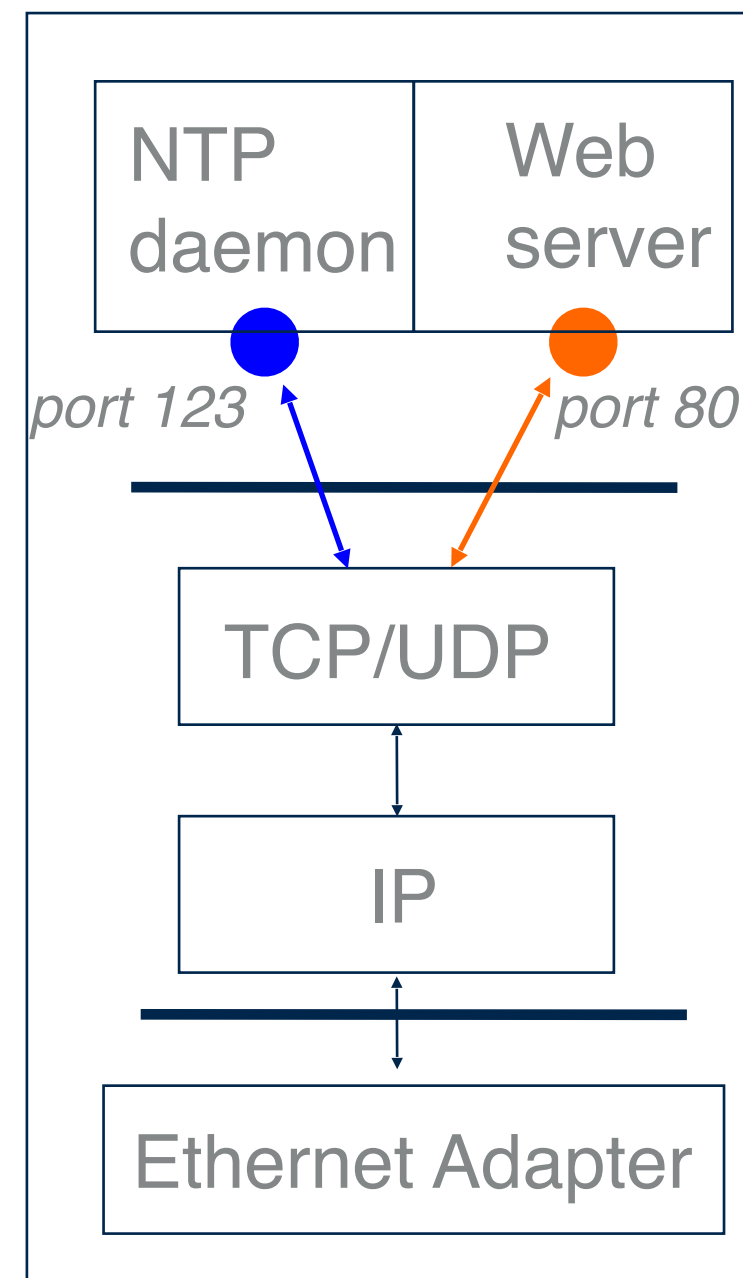 NTP
daemon
Web
server
port 123
port 80
TCP/UDP
IP
Ethernet Adapter